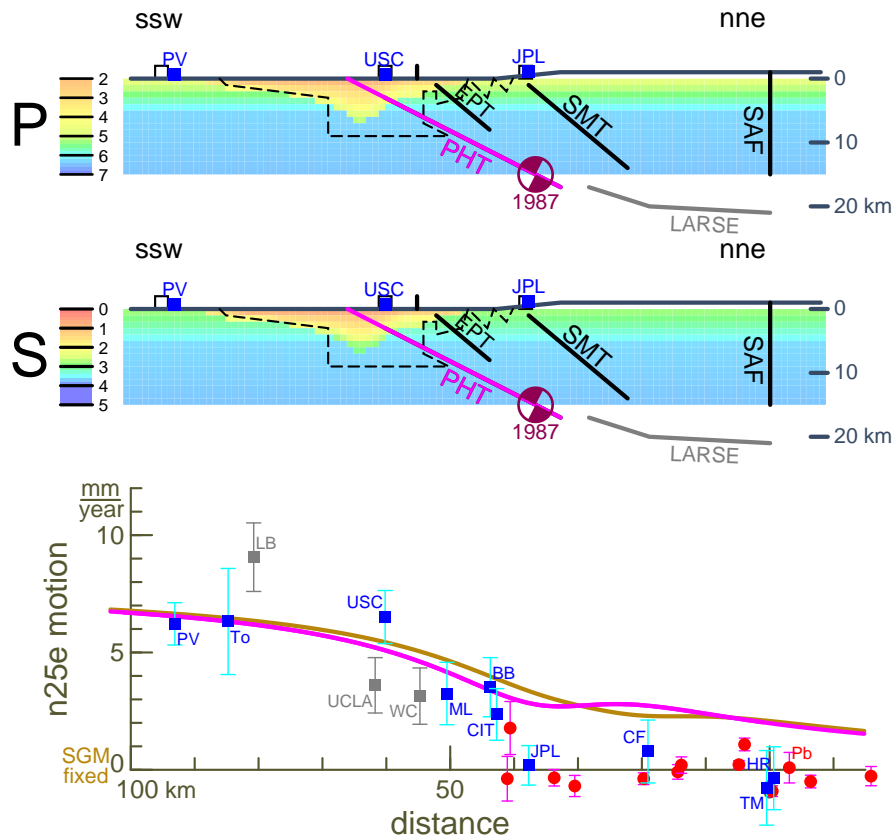 ssw
nne
PV
USC
JPL
P
2
3
4
5
6
7
EPT
PHT
SMT
SAF
0
10
20 km
1987
LARSE
ssw
nne
PV
USC
JPL
S
0
1
2
3
4
5
EPT
PHT
SMT
SAF
0
10
20 km
1987
LARSE
mm
year
10
5
0
n25e motion
SGM
fixed
LB
USC
PV
To
UCLA
WC
ML
BB
CIT
JPL
CF
HR
Pb
TM
100 km
50
distance